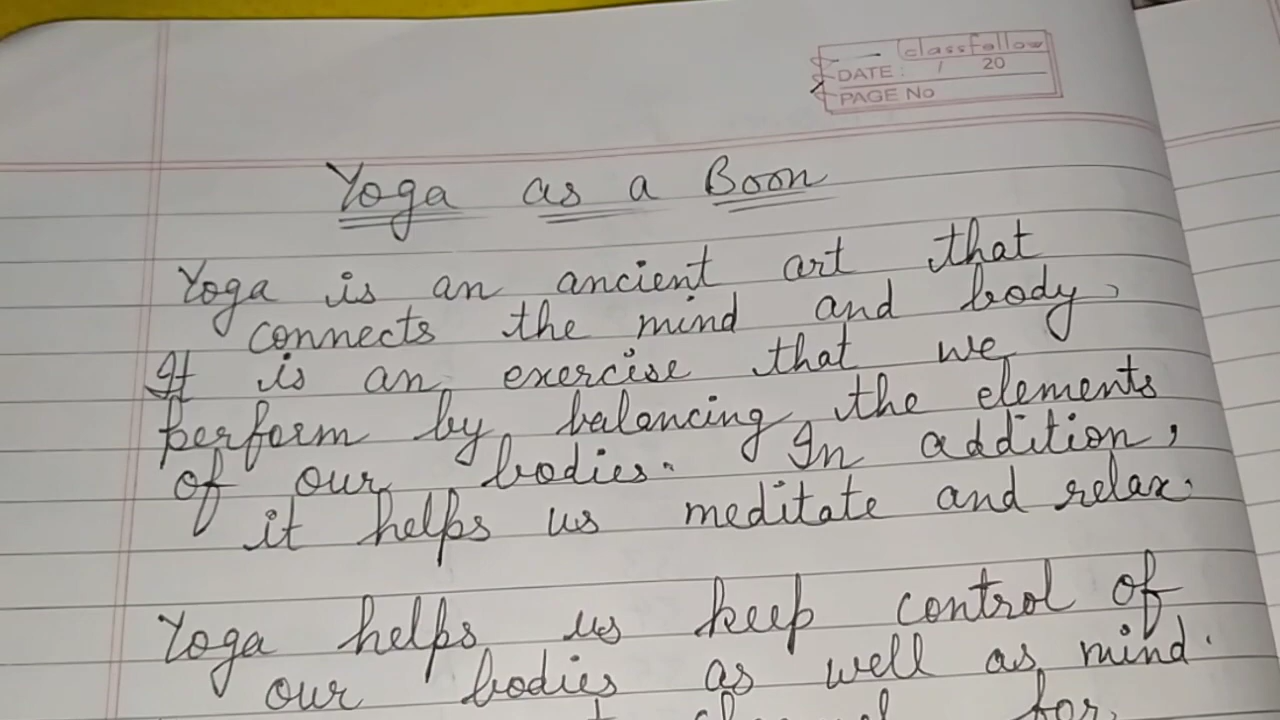 classfellow
DATE : / 20
PAGE No
Yoga as a Boon
Yoga is an ancient art that
connects the mind and body,
It is an exercise that we
perform by balancing the elements
of our bodies. In addition,
it helps us meditate and relax.
Yoga helps us keep control of
our bodies as well as mind.
for